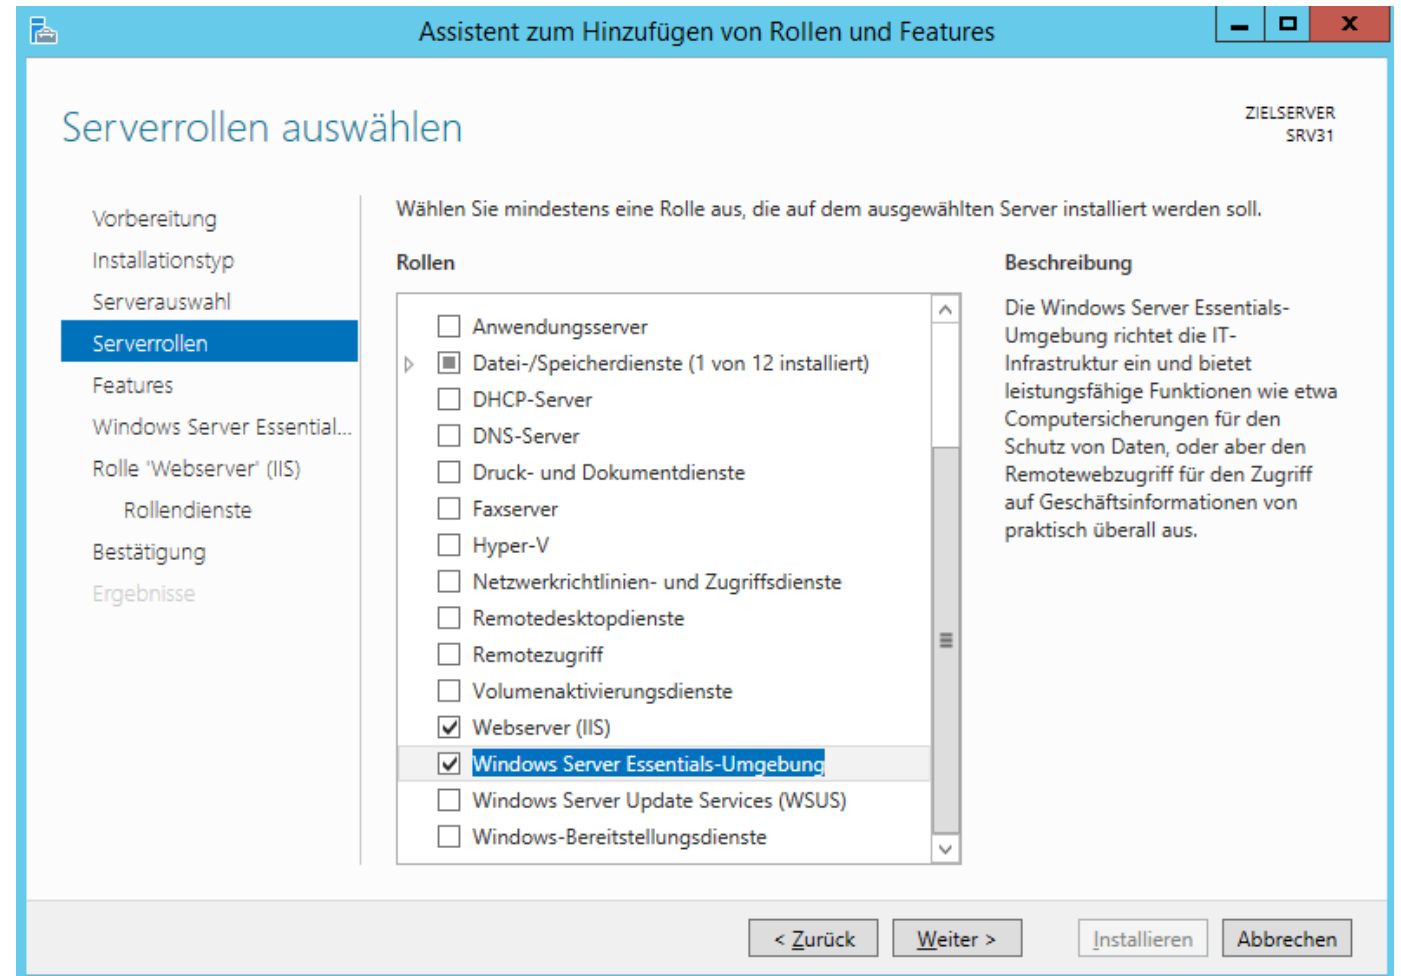 Assistent zum Hinzufügen von Rollen und Features
Serverrollen auswählen
ZIELSERVER
SRV31
Vorbereitung
Installationstyp
Serverauswahl
Serverrollen
Features
Windows Server Essential...
Rolle 'Webserver' (IIS)
Rollendienste
Bestätigung
Ergebnisse
Wählen Sie mindestens eine Rolle aus, die auf dem ausgewählten Server installiert werden soll.
Rollen
Anwendungsserver
Datei-/Speicherdienste (1 von 12 installiert)
DHCP-Server
DNS-Server
Druck- und Dokumentdienste
Faxserver
Hyper-V
Netzwerkrichtlinien- und Zugriffsdienste
Remotedesktopdienste
Remotezugriff
Volumenaktivierungsdienste
Webserver (IIS)
Windows Server Essentials-Umgebung
Windows Server Update Services (WSUS)
Windows-Bereitstellungsdienste
Beschreibung
Die Windows Server Essentials-
Umgebung richtet die IT-
Infrastruktur ein und bietet
leistungsfähige Funktionen wie etwa
Computersicherungen für den
Schutz von Daten, oder aber den
Remotewebzugriff für den Zugriff
auf Geschäftsinformationen von
praktisch überall aus.
< Zurück
Weiter >
Installieren
Abbrechen